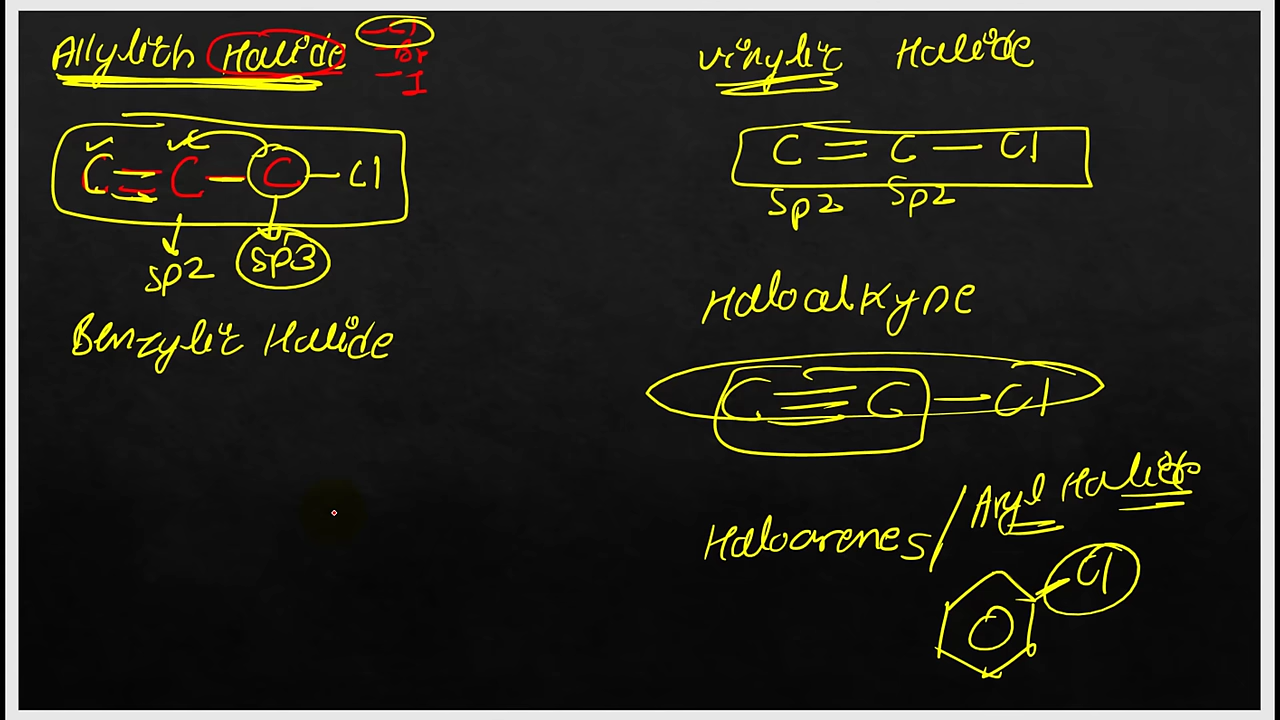 Allylich Halide
- Cl
- Br
- I
C = C - C - Cl
sp2 sp3
Benzylic Halide
Vinylic Halide
C = C - Cl
Sp2 Sp2
Haloalkyne
C ≡ C - Cl
Haloarenes / Aryl Halide
Cl